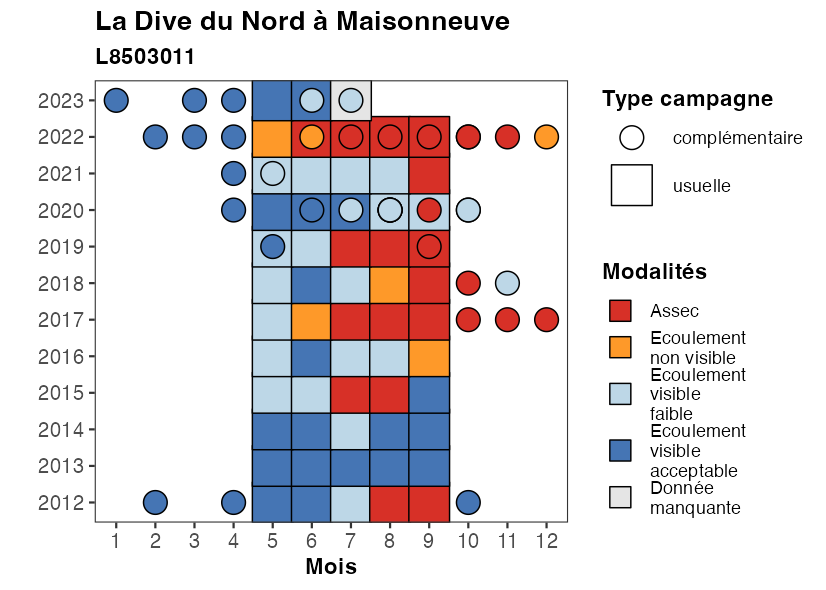 La Dive du Nord à Maisonneuve
L8503011
2023
2022
2021
2020
2019
2018
2017
2016
2015
2014
2013
2012
1 2 3 4 5 6 7 8 9 10 11 12
Mois
Type campagne
complémentaire
usuelle
Modalités
Assec
Ecoulement
non visible
Ecoulement
visible
faible
Ecoulement
visible
acceptable
Donnée
manquante